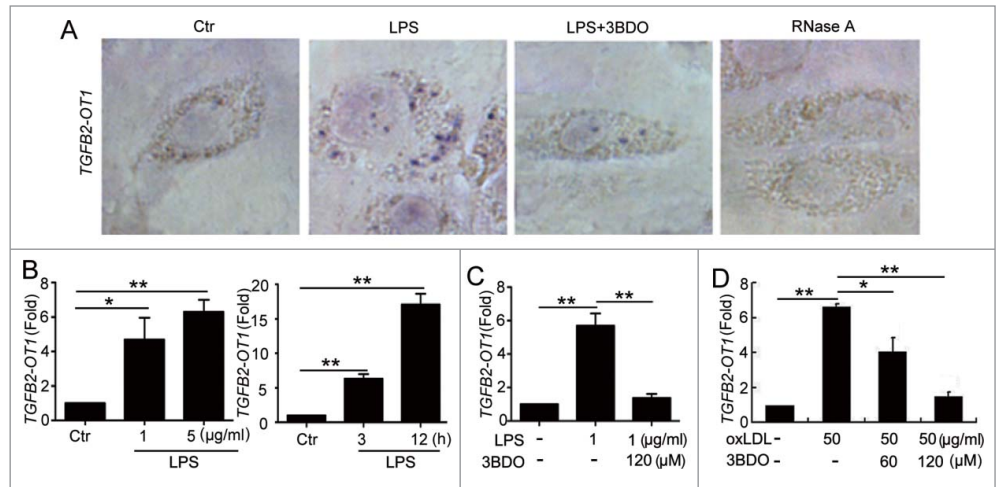 A
Ctr
LPS
LPS+3BDO
RNase A
TGFB2-OT1
B
TGFB2-OT1 (Fold)
8
6
4
2
0
*
**
Ctr
1
5 (µg/ml)
LPS
TGFB2-OT1 (Fold)
20
15
10
5
0
**
**
Ctr
3
12 (h)
LPS
C
TGFB2-OT1 (Fold)
8
6
4
2
0
**
**
LPS - 1 1 (µg/ml)
3BDO - - 120 (µM)
D
TGFB2-OT1 (Fold)
8
6
4
2
0
**
*
**
oxLDL - 50 50 50 (µg/ml)
3BDO - - 60 120 (µM)